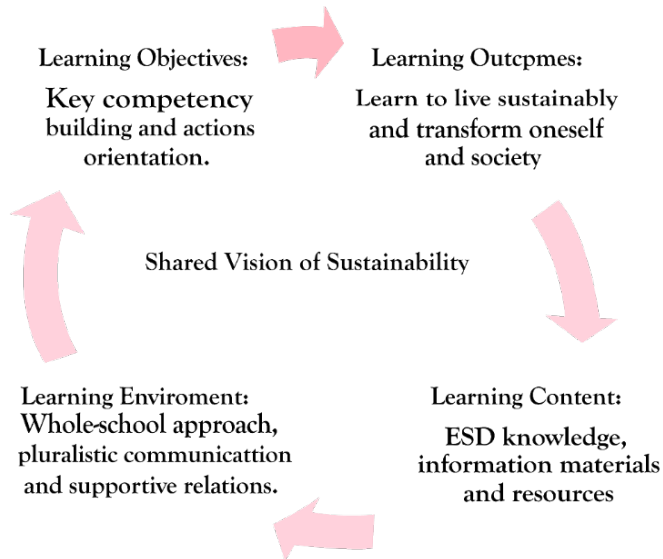 Learning Objectives:
Key competency
building and actions
orientation.
Learning Outcpmes:
Learn to live sustainably
and transform oneself
and society
Shared Vision of Sustainability
Learning Enviroment:
Whole-school approach,
pluralistic communicattion
and supportive relations.
Learning Content:
ESD knowledge,
information materials
and resources